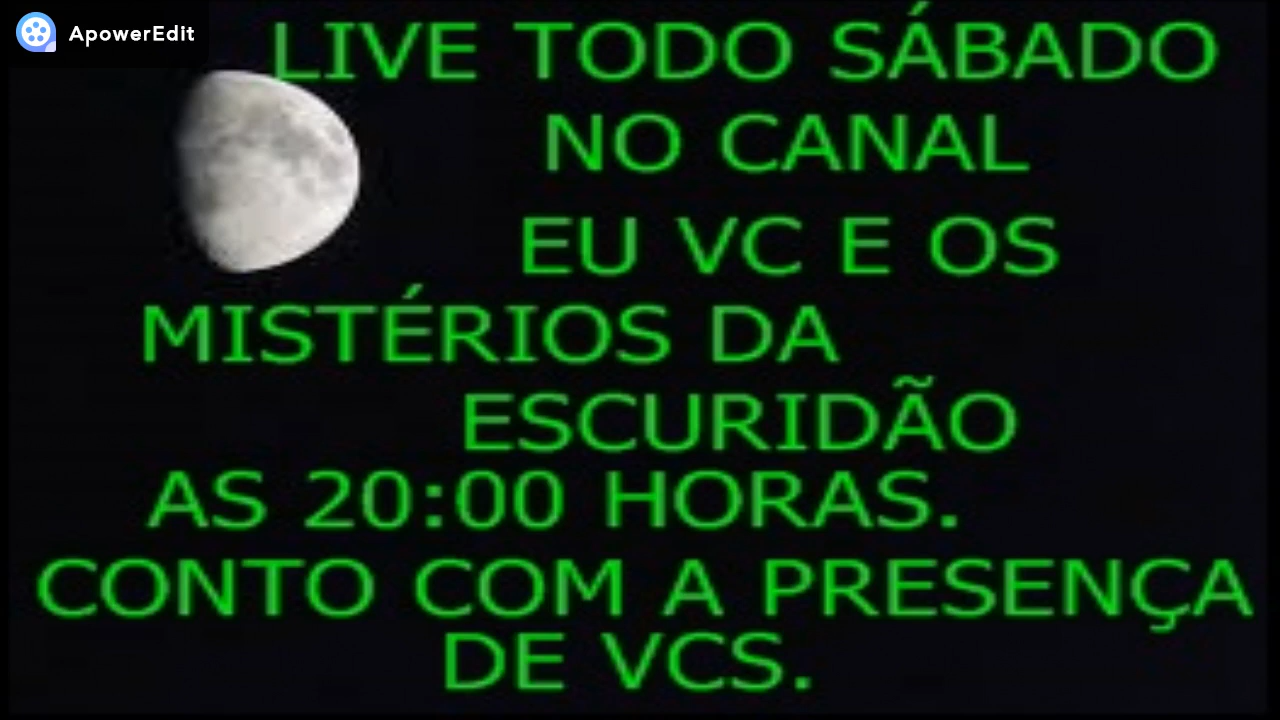 ApowerEdit
LIVE TODO SÁBADO
NO CANAL
EU VC E OS
MISTÉRIOS DA
ESCURIDÃO
AS 20:00 HORAS.
CONTO COM A PRESENÇA
DE VCS.